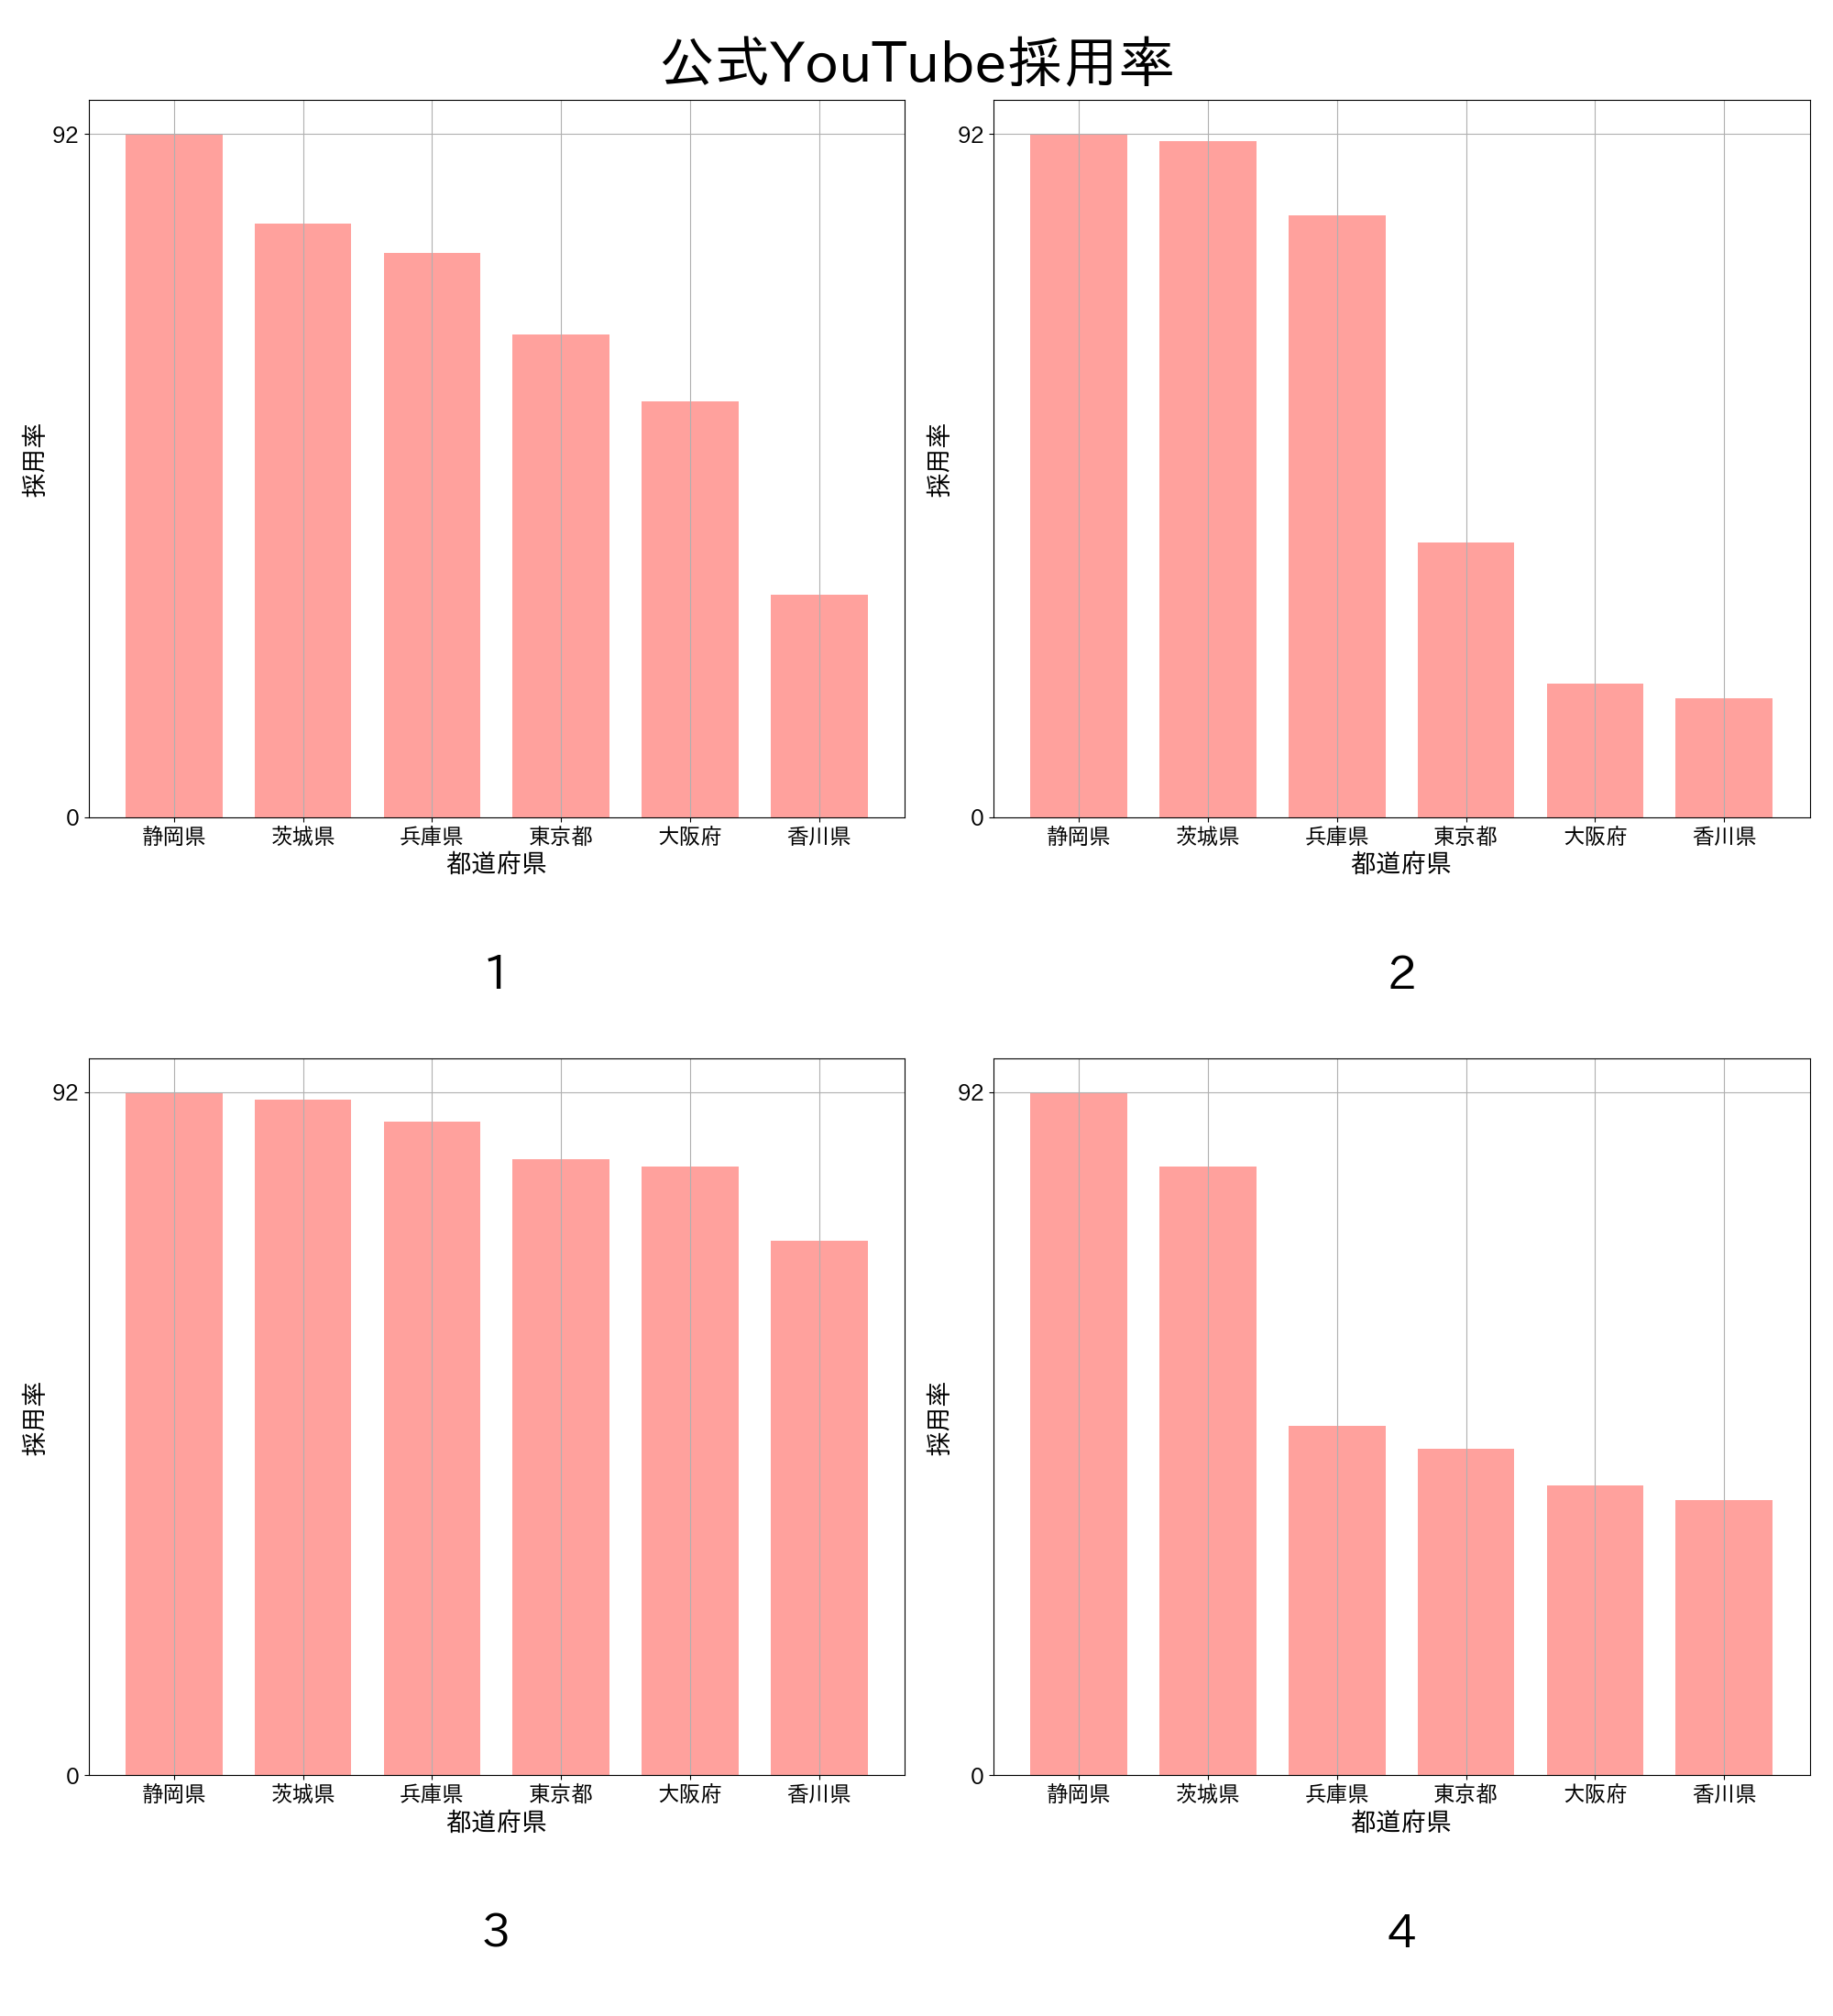 公式YouTube採用率
92
0
採用率
静岡県 茨城県 兵庫県 東京都 大阪府 香川県
都道府県
1
92
0
採用率
静岡県 茨城県 兵庫県 東京都 大阪府 香川県
都道府県
2
92
0
採用率
静岡県 茨城県 兵庫県 東京都 大阪府 香川県
都道府県
3
92
0
採用率
静岡県 茨城県 兵庫県 東京都 大阪府 香川県
都道府県
4